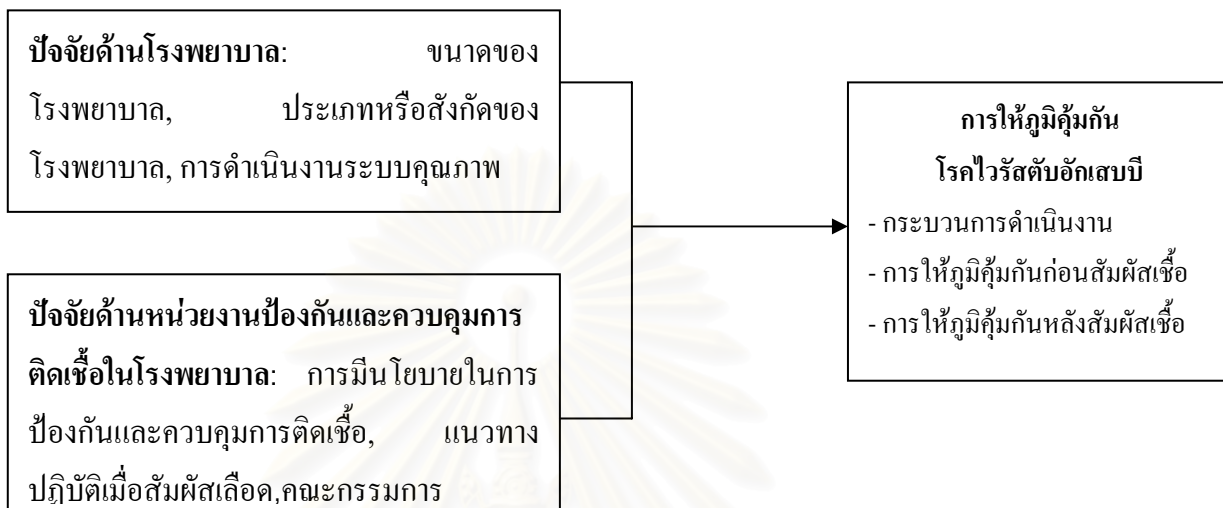 ปัจจัยด้านโรงพยาบาล: ขนาดของ
โรงพยาบาล, ประเภทหรือสังกัดของ
โรงพยาบาล, การดำเนินงานระบบคุณภาพ
ปัจจัยด้านหน่วยงานป้องกันและควบคุมการ
ติดเชื้อในโรงพยาบาล: การมีนโยบายในการ
ป้องกันและควบคุมการติดเชื้อ, แนวทาง
ปฏิบัติเมื่อสัมผัสเลือด,คณะกรรมการ
การให้ภูมิคุ้มกัน
โรคไวรัสตับอักเสบบี
- กระบวนการดำเนินงาน
- การให้ภูมิคุ้มกันก่อนสัมผัสเชื้อ
- การให้ภูมิคุ้มกันหลังสัมผัสเชื้อ